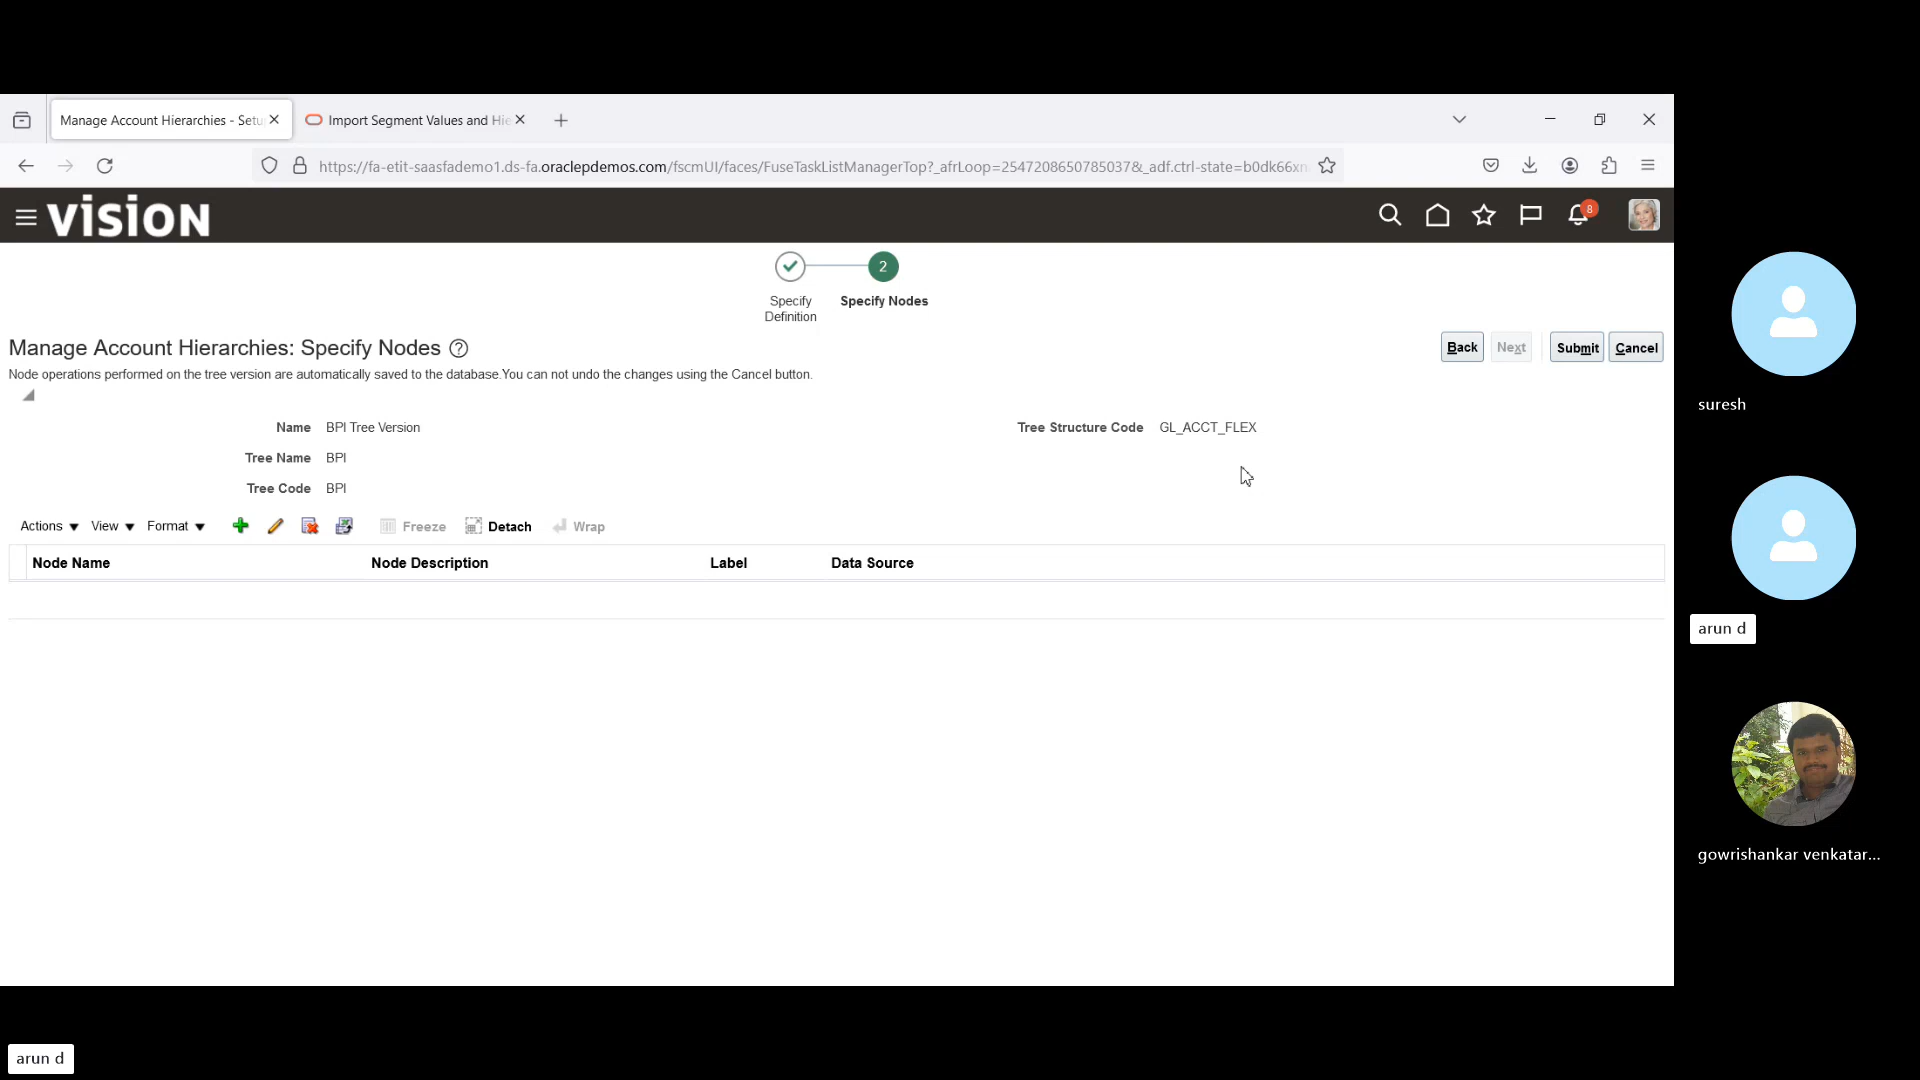 Manage Account Hierarchies - Setu
Import Segment Values and Hie
https://fa-etit-saasfademo1.ds-fa.oraclepdemos.com/fscmUI/faces/FuseTaskListManagerTop?_afrLoop=2547208650785037&_adf.ctrl-state=b0dk66xn
VISION
8
2
Specify Definition
Specify Nodes
Manage Account Hierarchies: Specify Nodes
Back Next Submit Cancel
Node operations performed on the tree version are automatically saved to the database.You can not undo the changes using the Cancel button.
Name BPI Tree Version
Tree Structure Code GL_ACCT_FLEX
Tree Name BPI
Tree Code BPI
Actions View Format Freeze Detach Wrap
Node Name Node Description Label Data Source
suresh
arun d
gowrishankar venkatar...
arun d